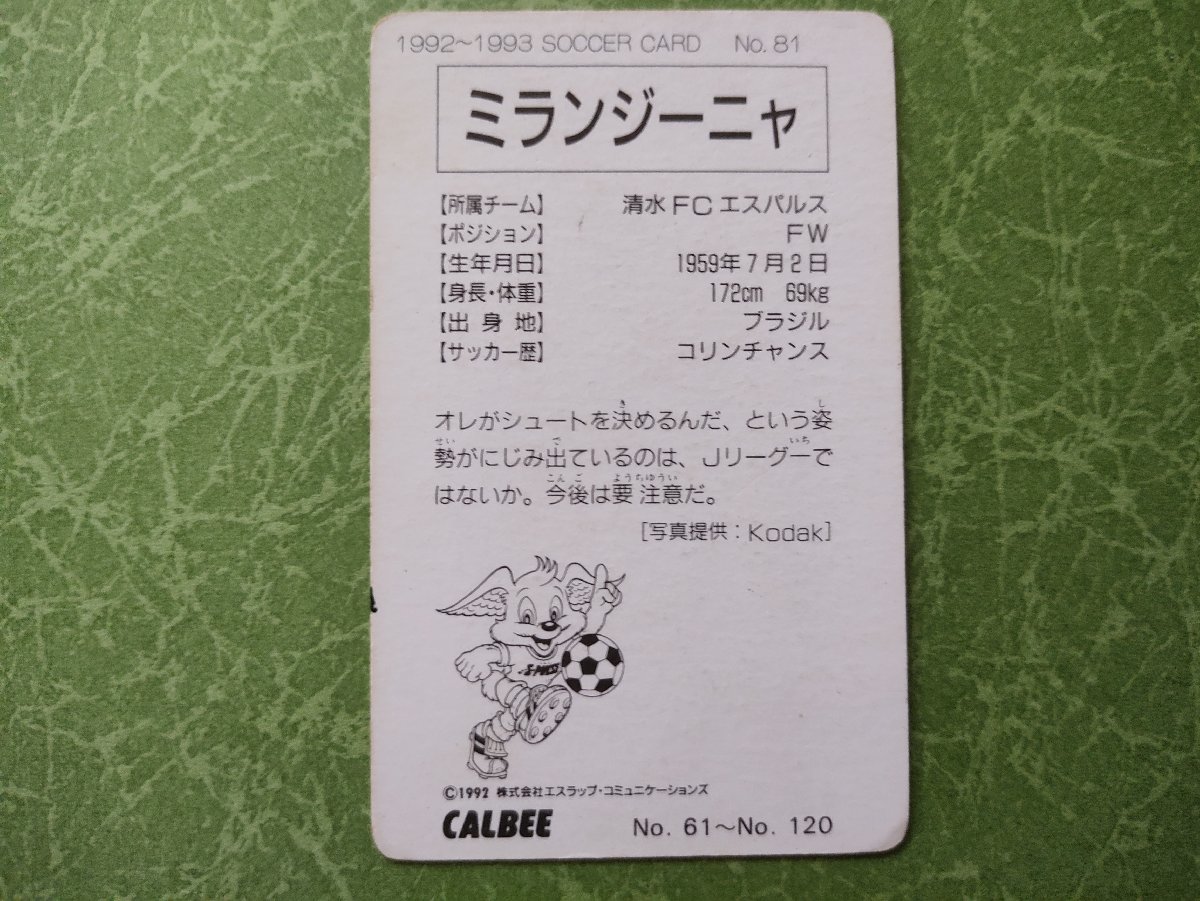 1992~1993 SOCCER CARD No. 81
ミランジーニャ
【所属チーム】 清水FCエスパルス
【ポジション】 FW
【生年月日】 1959年7月2日
【身長・体重】 172cm 69kg
【出身地】 ブラジル
【サッカー歴】 コリンチャンス
オレがシュートを決めるんだ、という姿
勢がにじみ出ているのは、Jリーグ一で
はないか。今後は要注意だ。
[写真提供:Kodak]
S-PULSE
©1992 株式会社エスラップ・コミュニケーションズ
CALBEE No. 61~No. 120